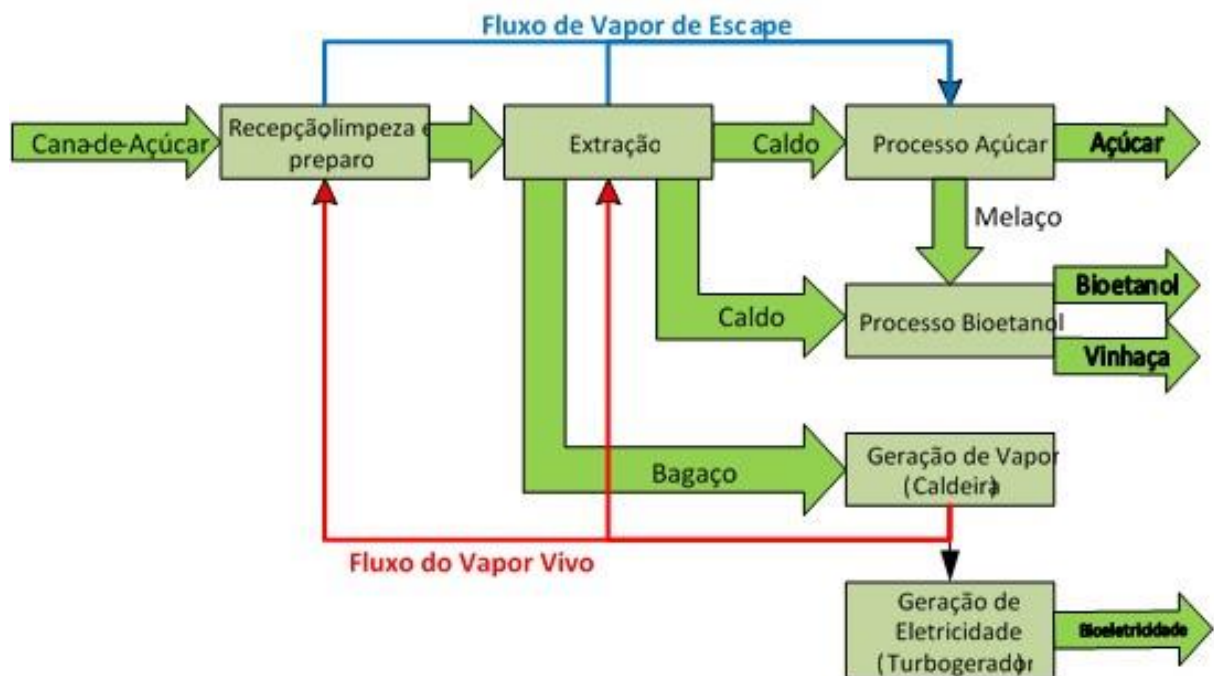 Fluxo de Vapor de Escape
Cana-de-Açúcar
Recepção,limpeza e
preparo
Extração
Caldo
Processo Açúcar
Açúcar
Melaço
Caldo
Processo Bioetanol
Bioetanol
Vinhaça
Bagaço
Geração de Vapor
(Caldeira)
Fluxo do Vapor Vivo
Geração de
Eletricidade
(Turbogerador)
Bioeletricidade